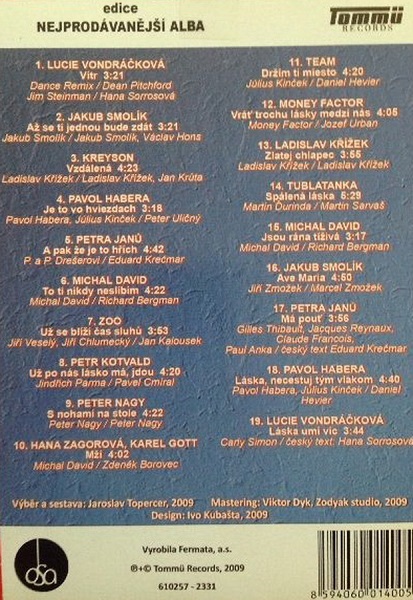 edice
NEJPRODÁVANĚJŠÍ ALBA
Tommü
RECORDS
1. LUCIE VONDRÁČKOVÁ
Vítr 3:21
Dance Remix / Dean Pitchford
Jim Steinman / Hana Sorrosová
2. JAKUB SMOLÍK
Až se ti jednou bude zdát 3:21
Jakub Smolík / Jakub Smolík, Václav Hons
3. KREYSON
Vzdálená 4:23
Ladislav Křížek / Ladislav Křížek, Jan Krůta
4. PAVOL HABERA
Je to vo hviezdach 3:18
Pavol Habera, Július Kinček / Peter Uličný
5. PETRA JANŮ
A pak že je to hřích 4:42
P. a P. Drešerovi / Eduard Krečmar
6. MICHAL DAVID
To ti nikdy neslíbím 4:22
Michal David / Richard Bergman
7. ZOO
Už se blíží čas sluhů 3:53
Jiří Veselý, Jiří Chlumecký / Jan Kalousek
8. PETR KOTVALD
Už po nás lásko má, jdou 4:20
Jindřich Parma / Pavel Cmíral
9. PETER NAGY
S nohami na stole 4:22
Peter Nagy / Peter Nagy
10. HANA ZAGOROVÁ, KAREL GOTT
Mží 4:02
Michal David / Zdeněk Borovec
11. TEAM
Držím ti miesto 4:20
Július Kinček / Daniel Hevier
12. MONEY FACTOR
Vráť trochu lásky medzi nás 4:05
Money Factor / Jozef Urban
13. LADISLAV KŘÍŽEK
Zlatej chlapec 3:55
Ladislav Křížek / Ladislav Křížek
14. TUBLATANKA
Spálená láska 5:29
Martin Ďurinda / Martin Sarvaš
15. MICHAL DAVID
Jsou rána tíživá 3:17
Michal David / Richard Bergman
16. JAKUB SMOLÍK
Ave Maria 4:50
Jiří Zmožek / Marcel Zmožek
17. PETRA JANŮ
Má pouť 3:56
Gilles Thibault, Jacques Reynaux,
Claude Francois,
Paul Anka / český text Eduard Krečmar
18. PAVOL HABERA
Láska, necestuj tým vlakom 4:40
Pavol Habera, Július Kinček / Daniel
Hevier
19. LUCIE VONDRÁČKOVÁ
Láska umí víc 3:44
Carly Simon / český text: Hana Sorrosová
Výběr a sestava: Jaroslav Topercer, 2009 Mastering: Viktor Dyk, Zodyak studio, 2009
Design: Ivo Kubašta, 2009
osa
Vyrobila Fermata, a.s.
℗+© Tommü Records, 2009
610257 - 2331
8 594060 014005